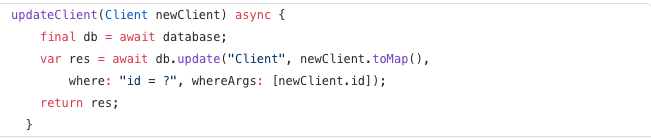 updateClient(Client newClient) async {
    final db = await database;
    var res = await db.update("Client", newClient.toMap(),
        where: "id = ?", whereArgs: [newClient.id]);
    return res;
  }